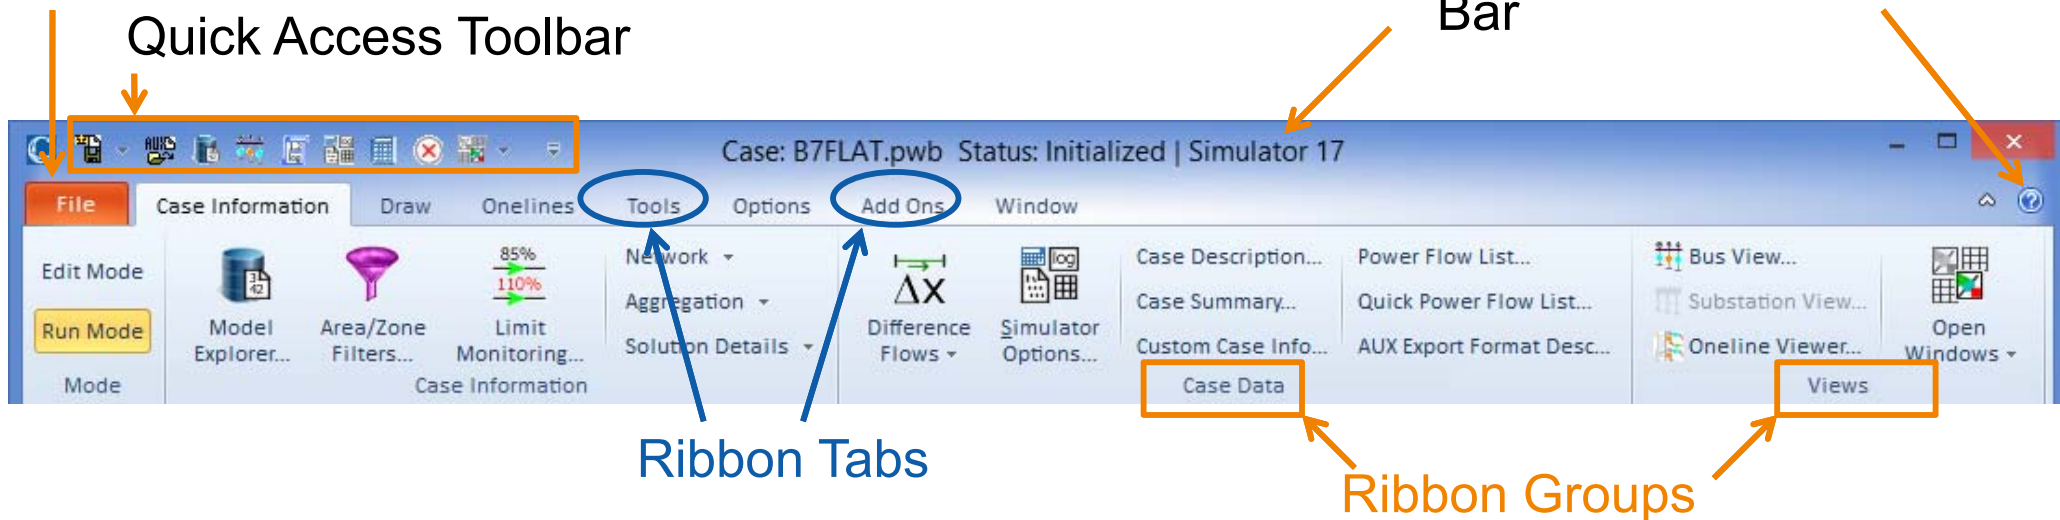 Bar
Quick Access Toolbar
AUX
Case: B7FLAT.pwb Status: Initialized | Simulator 17
File Case Information Draw Onelines Tools Options Add Ons Window
Edit Mode
Run Mode
Mode
Model
Explorer...
Area/Zone
Filters...
85%
110%
Limit
Monitoring...
Network
Aggregation
Solution Details
Case Information
ΔX
Difference
Flows
log
Simulator
Options...
Case Description...
Case Summary...
Custom Case Info...
Power Flow List...
Quick Power Flow List...
AUX Export Format Desc...
Case Data
Bus View...
Substation View...
Oneline Viewer...
Open
Windows
Views
Ribbon Tabs
Ribbon Groups